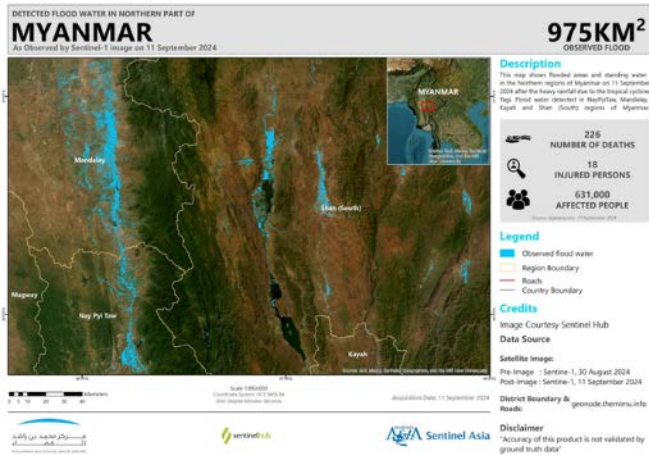 DETECTED FLOOD WATER IN NORTHERN PART OF
MYANMAR
As Observed by Sentinel-1 image on 11 September 2024
975KM²
OBSERVED FLOOD
Mandalay
Magway
Nay Pyi Taw
Shan (South)
Kayah
MYANMAR
Description
This map shows flooded areas and standing water
in the Northern regions of Myanmar on 11 September
2024 after the heavy rainfall due to the tropical cyclone
Yagi. Flood water detected in NayPyiTaw, Mandalay,
Kayah and Shan (South) regions of Myanmar.
226
NUMBER OF DEATHS
18
INJURED PERSONS
631,000
AFFECTED PEOPLE
Legend
Observed flood water
Region Boundary
Roads
Country Boundary
Credits
Image Courtesy Sentinel Hub
Data Source
Satellite Image:
Pre-Image : Sentine-1, 30 August 2024
Post-Image : Sentine-1, 11 September 2024
District Boundary &
Roads:
geonode.themimu.info
Disclaimer
"Accuracy of this product is not validated by
ground truth data"
Kilometers
Acquisition Date: 11 September 2024
مركز محمد بن راشد
للفضاء
sentinelhub
Sentinel Asia